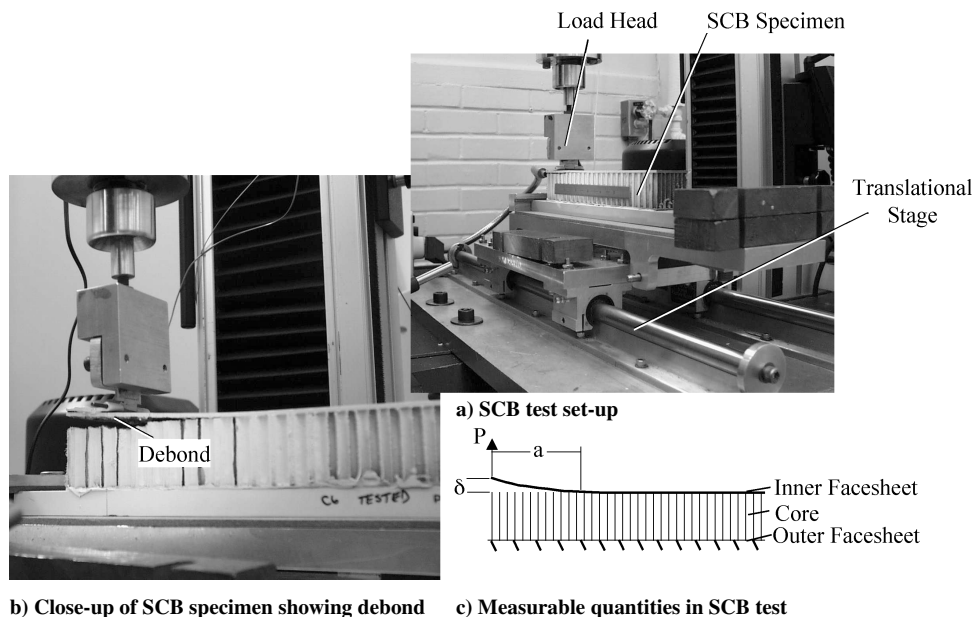 Load Head
SCB Specimen
Translational
Stage
a) SCB test set-up
Debond
C6 TESTED
P
a
δ
Inner Facesheet
Core
Outer Facesheet
b) Close-up of SCB specimen showing debond
c) Measurable quantities in SCB test